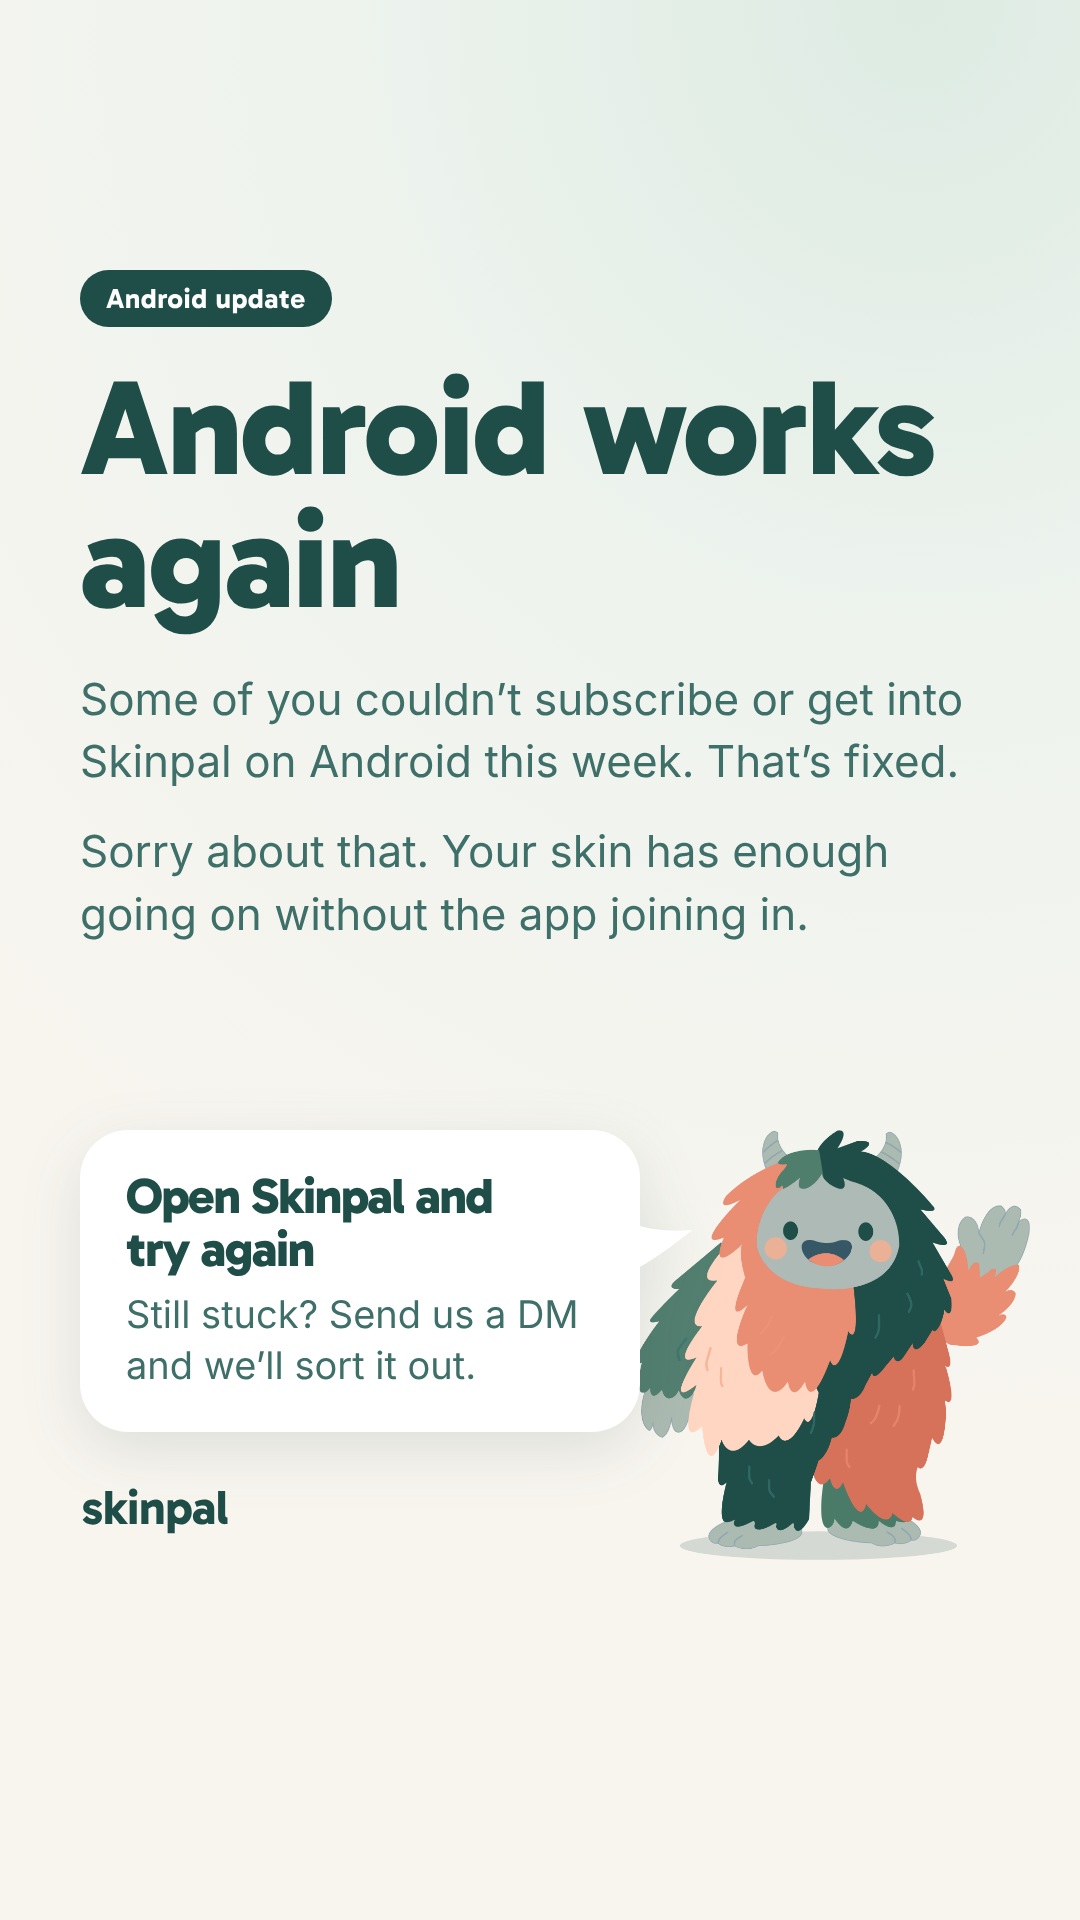 Android update
Android works
again
Some of you couldn’t subscribe or get into
Skinpal on Android this week. That’s fixed.
Sorry about that. Your skin has enough
going on without the app joining in.
Open Skinpal and
try again
Still stuck? Send us a DM
and we’ll sort it out.
skinpal